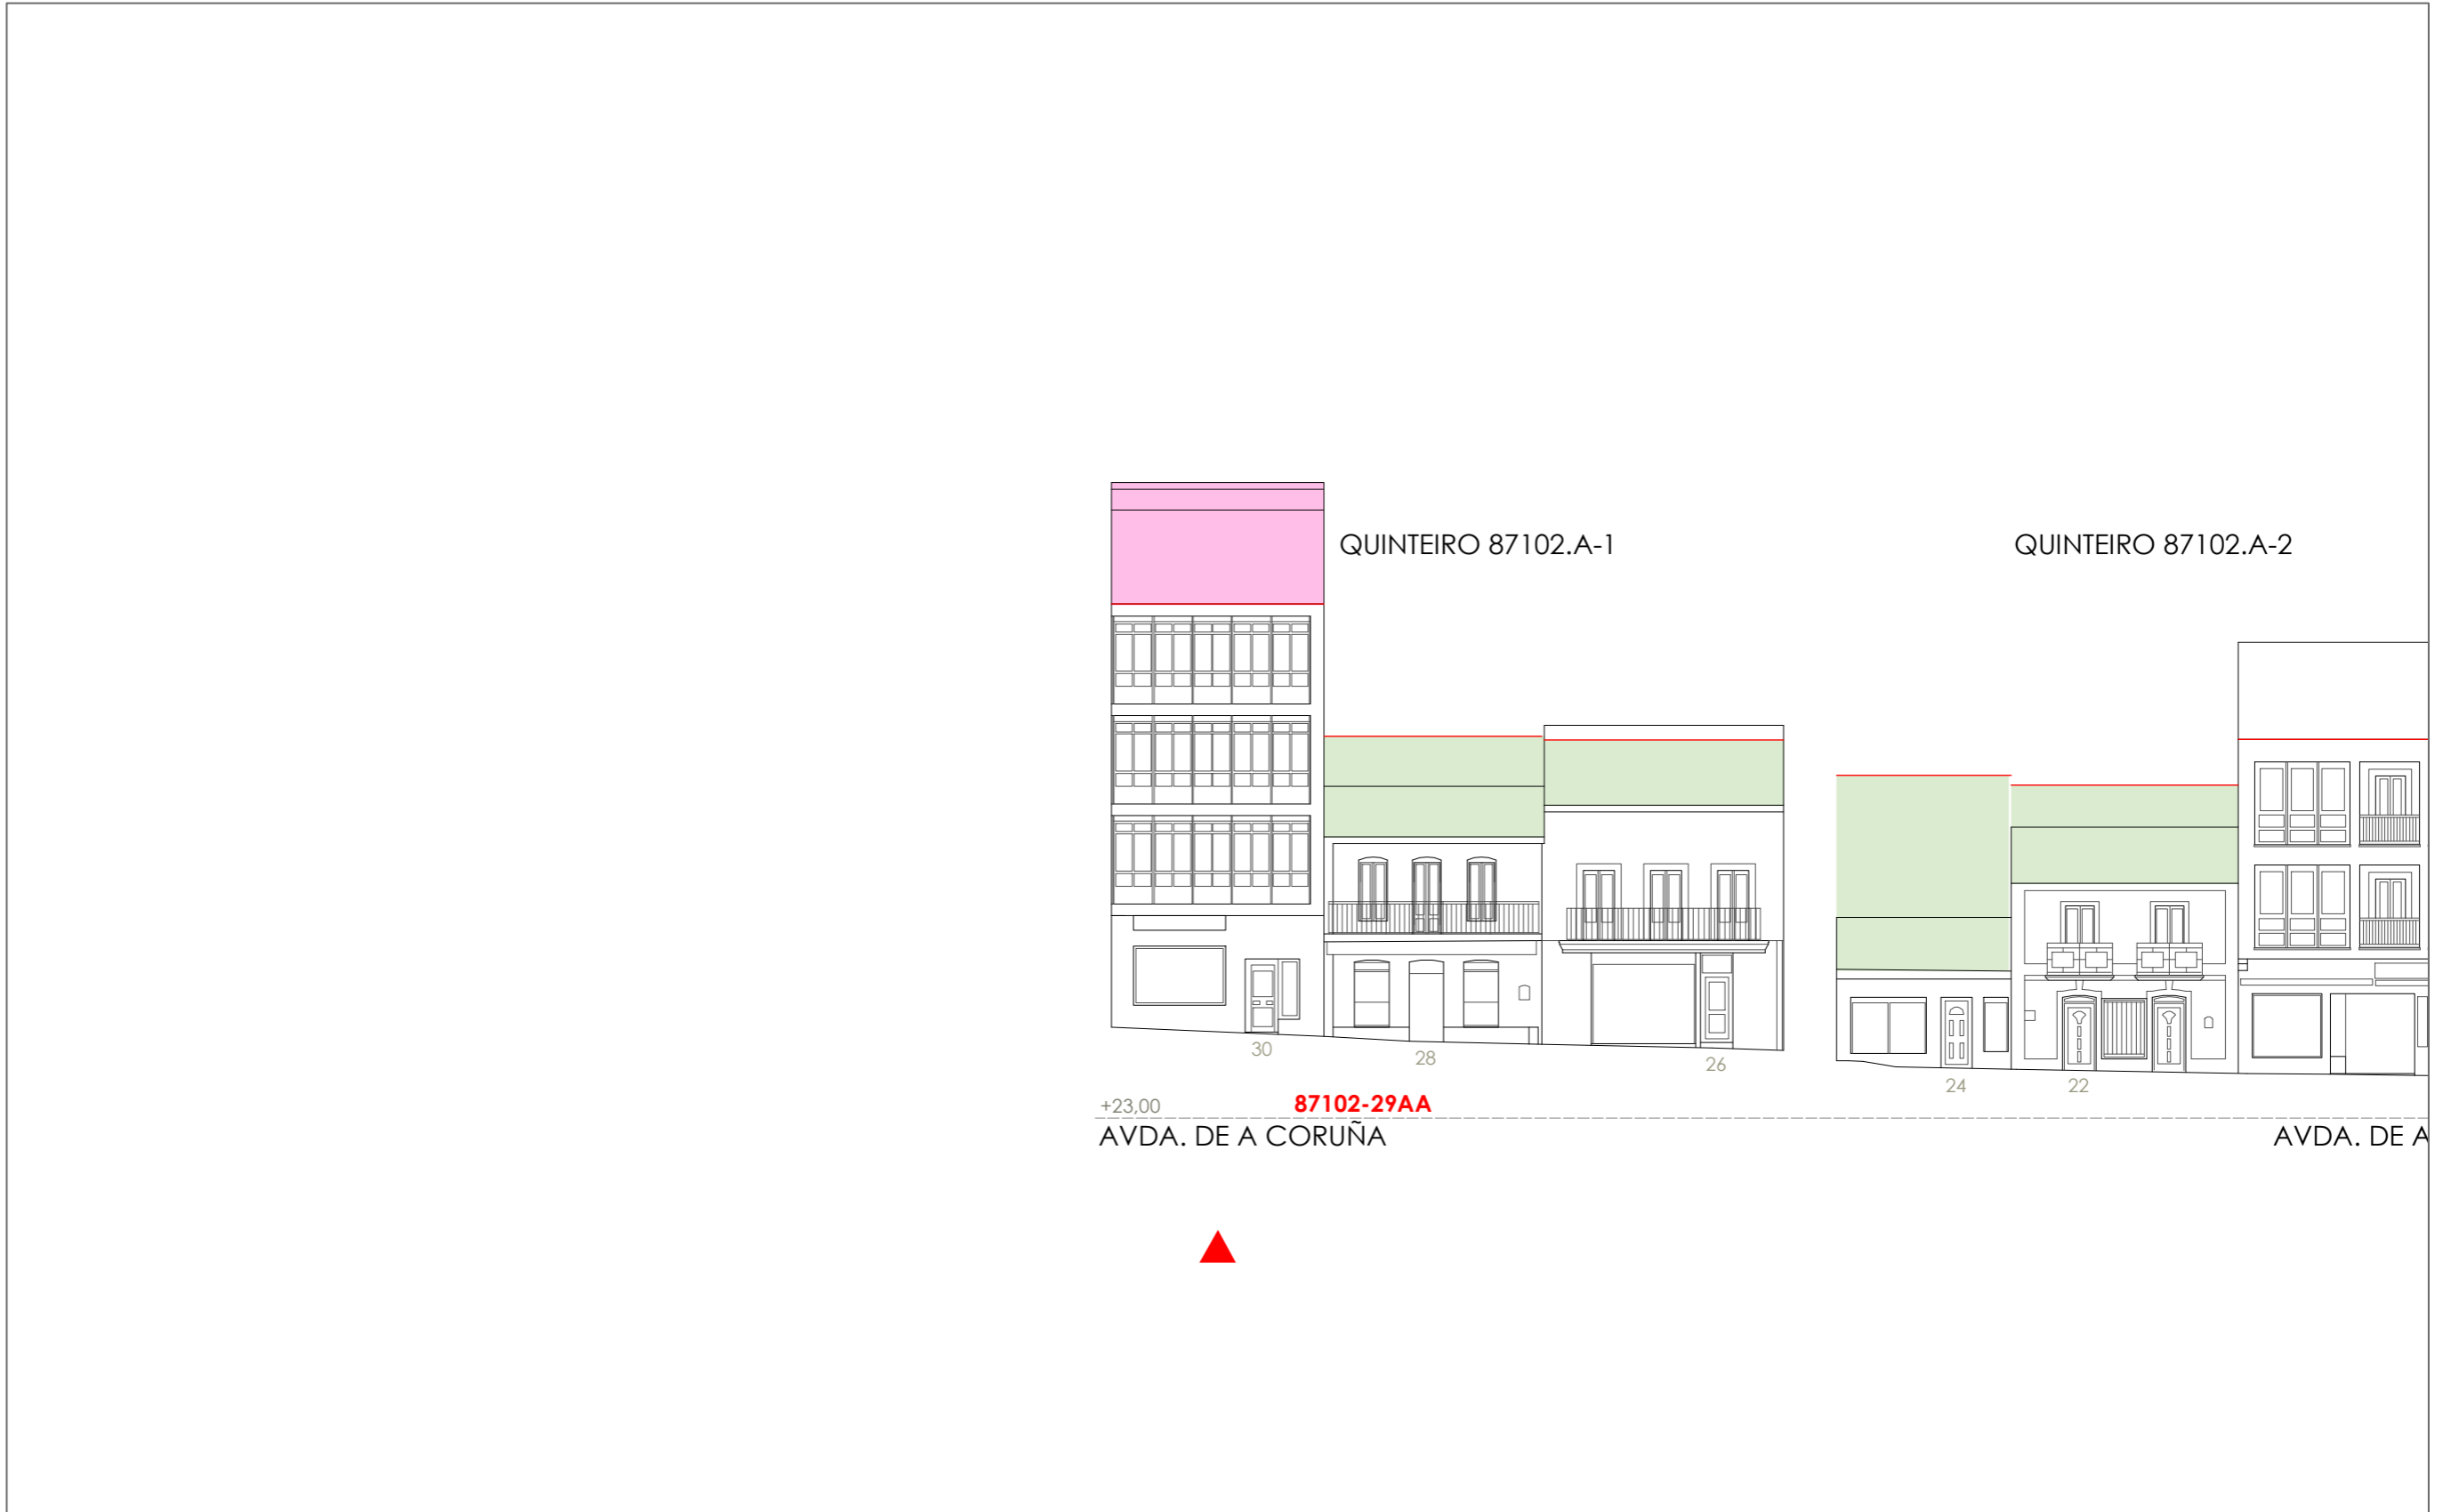 QUINTEIRO 87102.A-1
QUINTEIRO 87102.A-2
30
28
26
24
22
+23,00
87102-29AA
AVDA. DE A CORUÑA
AVDA. DE A